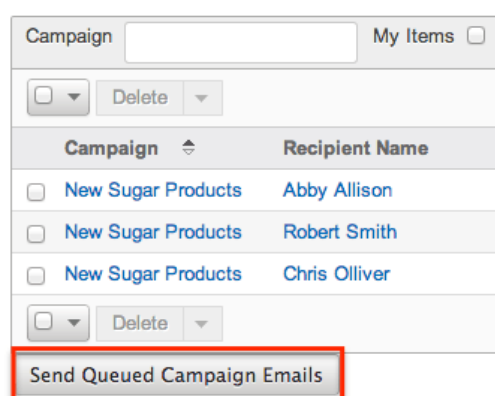 Campaign My Items
Delete
Campaign Recipient Name
New Sugar Products Abby Allison
New Sugar Products Robert Smith
New Sugar Products Chris Olliver
Delete
Send Queued Campaign Emails